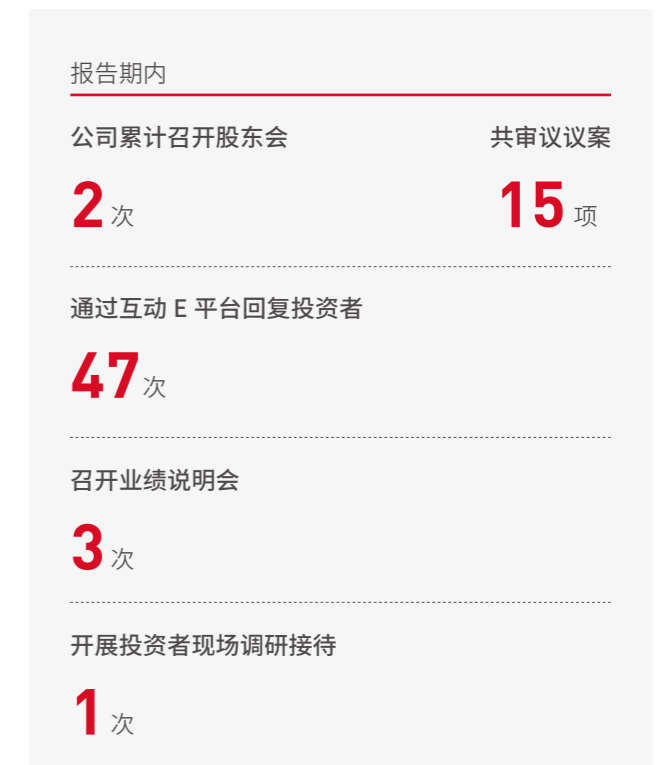 报告期内
公司累计召开股东会 共审议议案
2 次 15 项
通过互动 E 平台回复投资者
47 次
召开业绩说明会
3 次
开展投资者现场调研接待
1 次